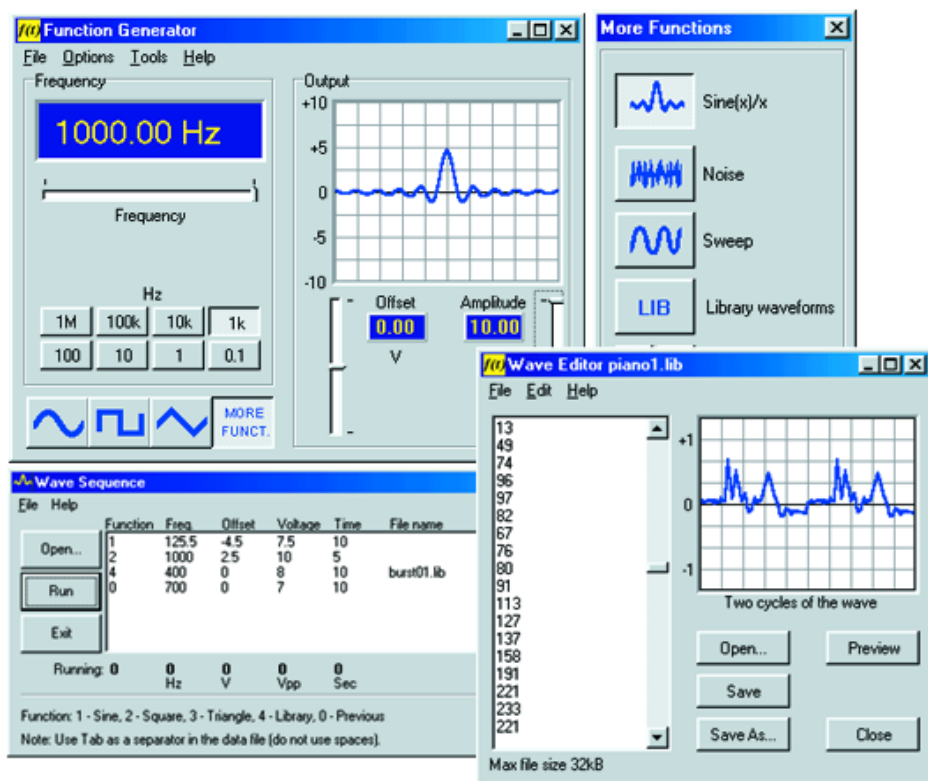 f(t) Function Generator
File Options Tools Help
Frequency
1000.00 Hz
Frequency
Hz
1M 100k 10k 1k
100 10 1 0.1
MORE
FUNCT.
Output
+10
+5
0
-5
-10
Offset Amplitude
0.00 10.00
V
More Functions
Sine(x)/x
Noise
Sweep
LIB Library waveforms
Wave Sequence
File Help
Open...
Run
Exit
Function Freq. Offset Voltage Time File name
1 125.5 -4.5 7.5 10
2 1000 2.5 10 5
4 400 0 8 10 burst01.lib
0 700 0 7 10
Running: 0 0 0 0 0
Hz V Vpp Sec
Function: 1 - Sine, 2 - Square, 3 - Triangle, 4 - Library, 0 - Previous
Note: Use Tab as a separator in the data file (do not use spaces).
f(t) Wave Editor piano1.lib
File Edit Help
13
49
74
96
97
82
67
76
80
91
113
127
137
158
191
221
233
221
+1
0
-1
Two cycles of the wave
Open... Preview
Save
Save As... Close
Max file size 32kB